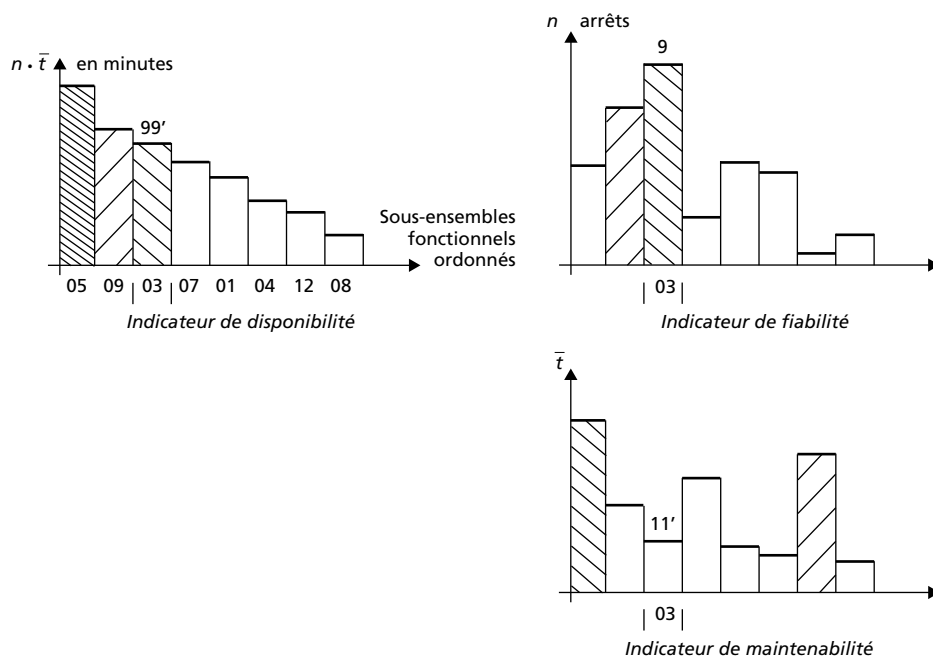 n • t̅ en minutes
99’
Sous-ensembles
fonctionnels
ordonnés
05 09 03 07 01 04 12 08
Indicateur de disponibilité
n arrêts
9
03
Indicateur de fiabilité
t̅
11’
03
Indicateur de maintenabilité